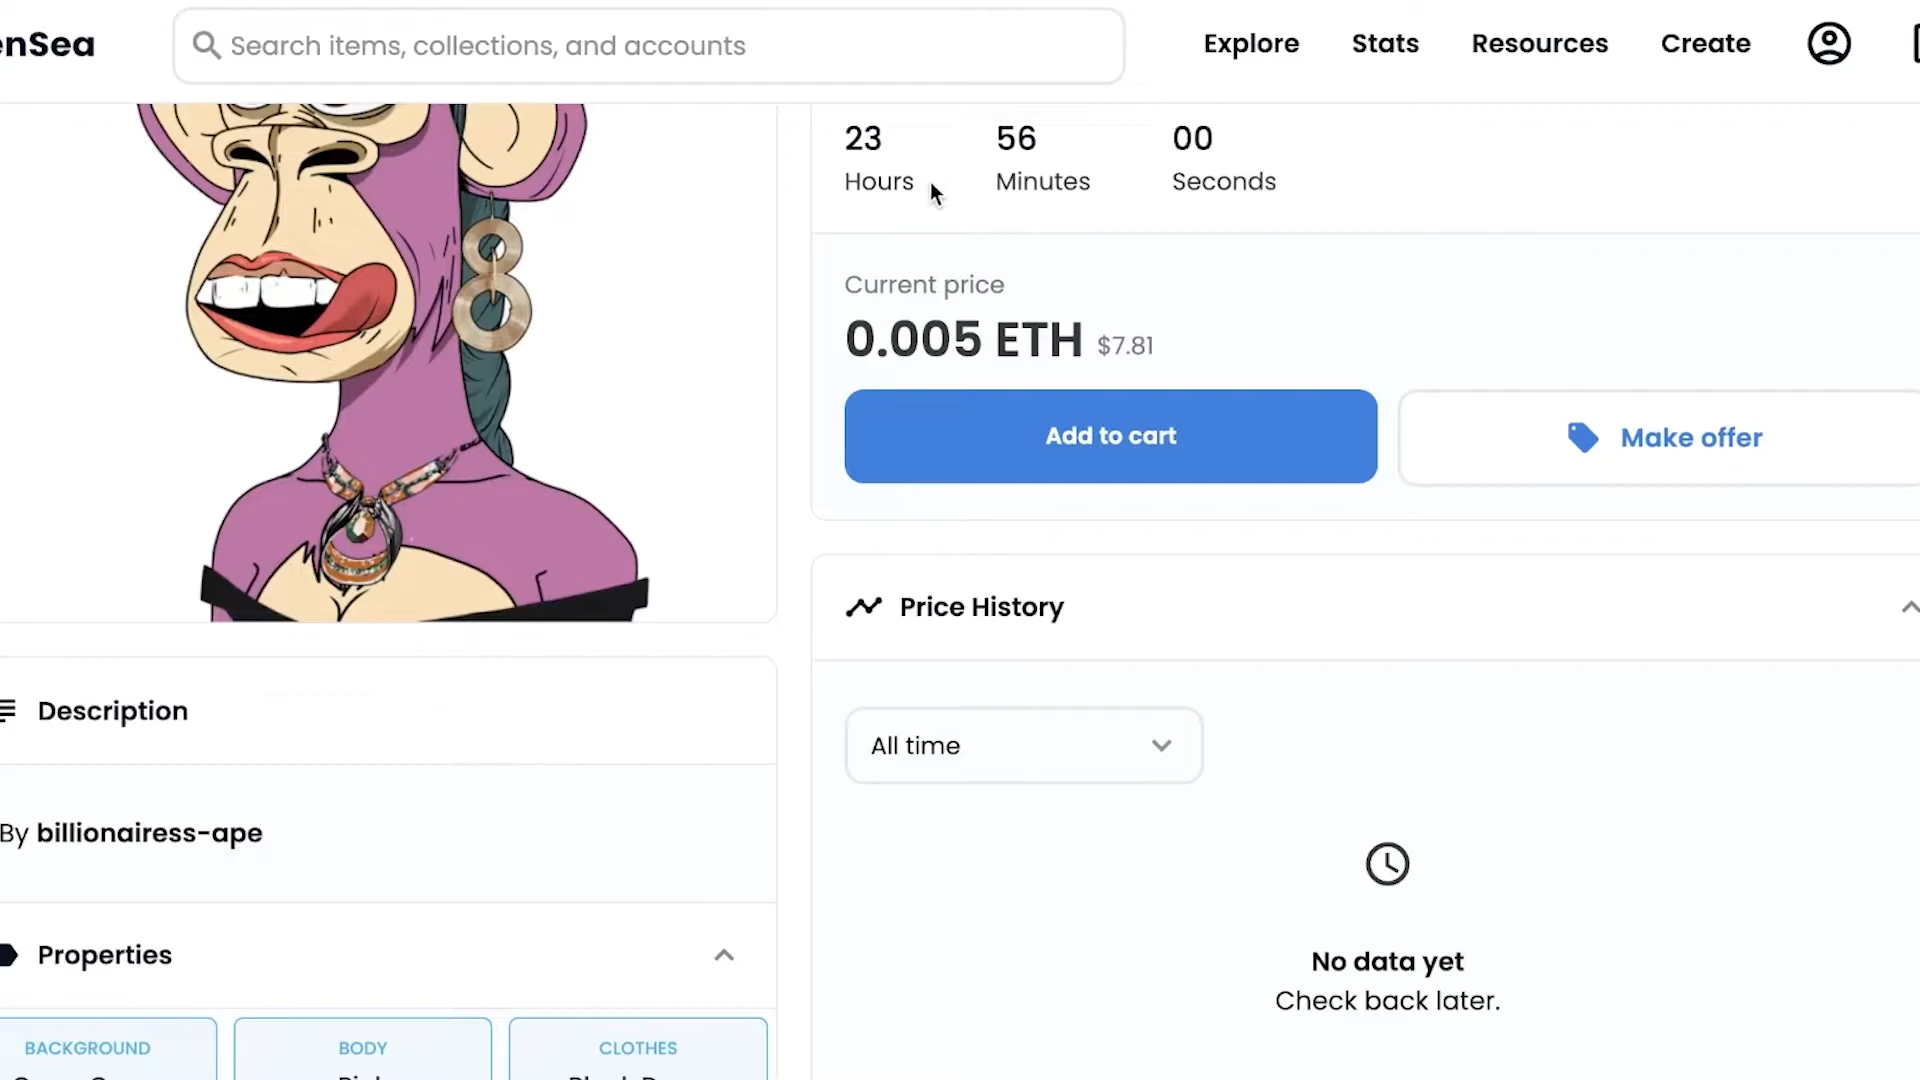 enSea
Search items, collections, and accounts
Explore
Stats
Resources
Create
23
56
00
Hours
Minutes
Seconds
Current price
0.005 ETH $7.81
Add to cart
Make offer
Price History
All time
No data yet
Check back later.
Description
By billionairess-ape
Properties
BACKGROUND
BODY
CLOTHES